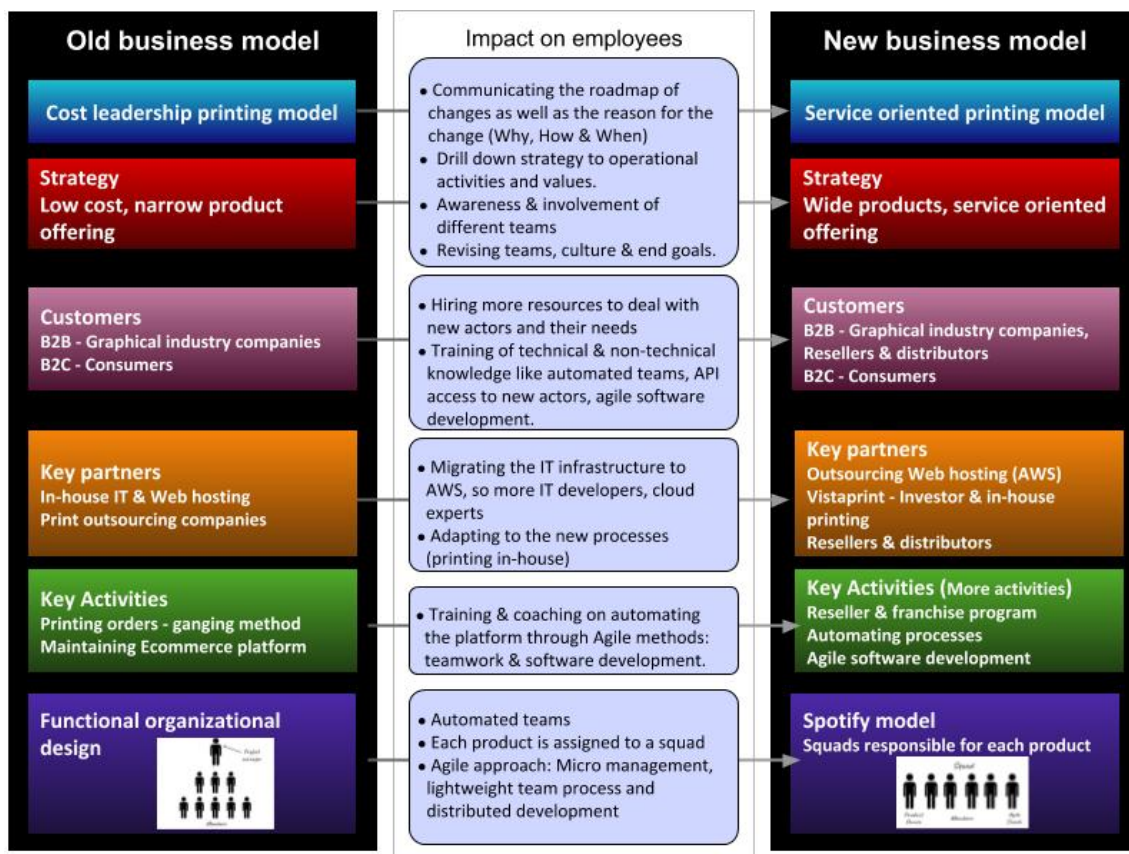 Old business model
Cost leadership printing model
Strategy
Low cost, narrow product
offering
Customers
B2B - Graphical industry companies
B2C - Consumers
Key partners
In-house IT & Web hosting
Print outsourcing companies
Key Activities
Printing orders - ganging method
Maintaining Ecommerce platform
Functional organizational
design
Impact on employees
• Communicating the roadmap of
changes as well as the reason for the
change (Why, How & When)
• Drill down strategy to operational
activities and values.
• Awareness & involvement of
different teams
• Revising teams, culture & end goals.
• Hiring more resources to deal with
new actors and their needs
• Training of technical & non-technical
knowledge like automated teams, API
access to new actors, agile software
development.
• Migrating the IT infrastructure to
AWS, so more IT developers, cloud
experts
• Adapting to the new processes
(printing in-house)
• Training & coaching on automating
the platform through Agile methods:
teamwork & software development.
• Automated teams
• Each product is assigned to a squad
• Agile approach: Micro management,
lightweight team process and
distributed development
New business model
Service oriented printing model
Strategy
Wide products, service oriented
offering
Customers
B2B - Graphical industry companies,
Resellers & distributors
B2C - Consumers
Key partners
Outsourcing Web hosting (AWS)
Vistaprint - Investor & in-house
printing
Resellers & distributors
Key Activities (More activities)
Reseller & franchise program
Automating processes
Agile software development
Spotify model
Squads responsible for each product
Squad